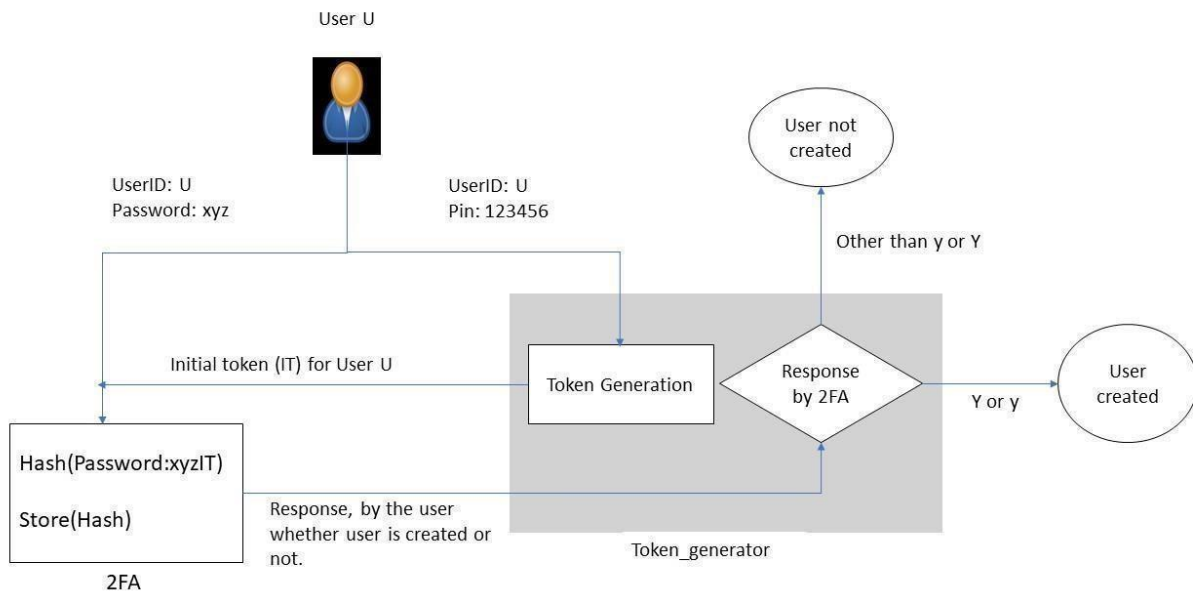 User U
User not
created
UserID: U
Password: xyz
UserID: U
Pin: 123456
Other than y or Y
Initial token (IT) for User U
Token Generation
Response
by 2FA
Y or y
User
created
Hash(Password:xyzIT)
Store(Hash)
Response, by the user
whether user is created or
not.
Token_generator
2FA